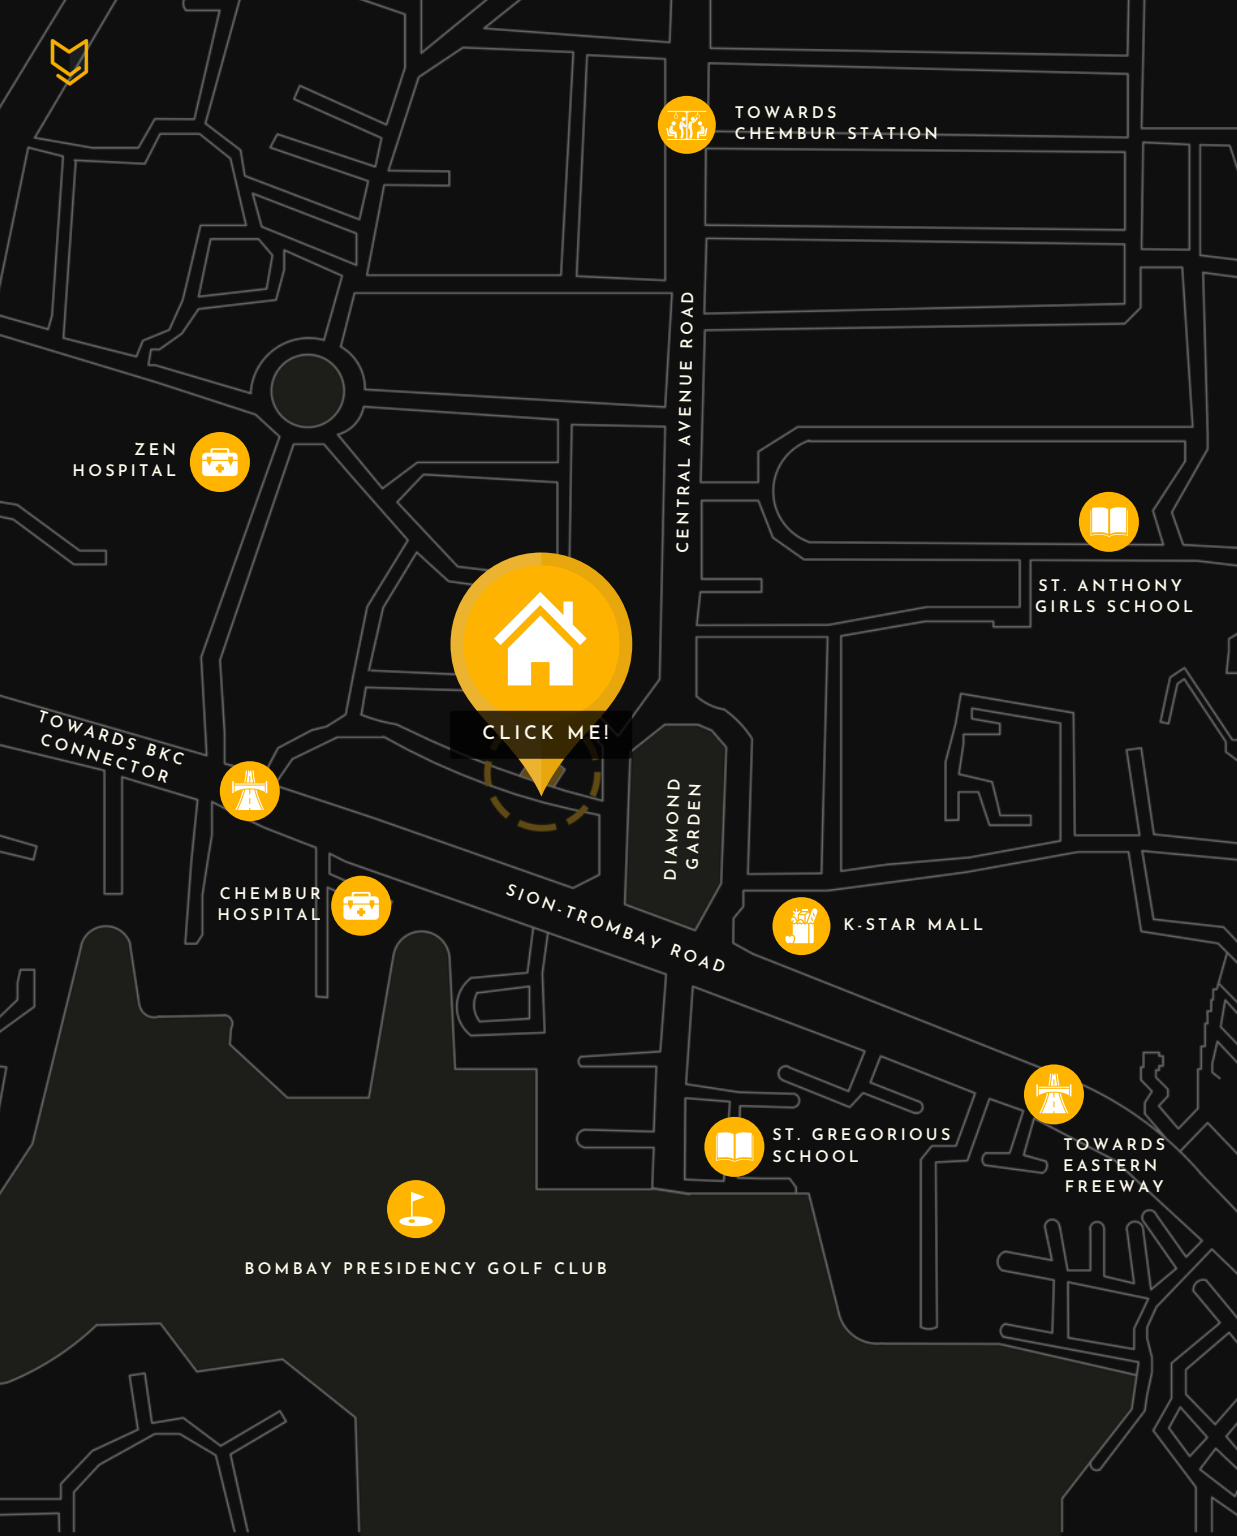 TOWARDS
CHEMBUR STATION
CENTRAL AVENUE ROAD
ZEN
HOSPITAL
ST. ANTHONY
GIRLS SCHOOL
TOWARDS BKC
CONNECTOR
CLICK ME!
DIAMOND
GARDEN
CHEMBUR
HOSPITAL
SION-TROMBAY ROAD
K-STAR MALL
ST. GREGORIOUS
SCHOOL
TOWARDS
EASTERN
FREEWAY
BOMBAY PRESIDENCY GOLF CLUB